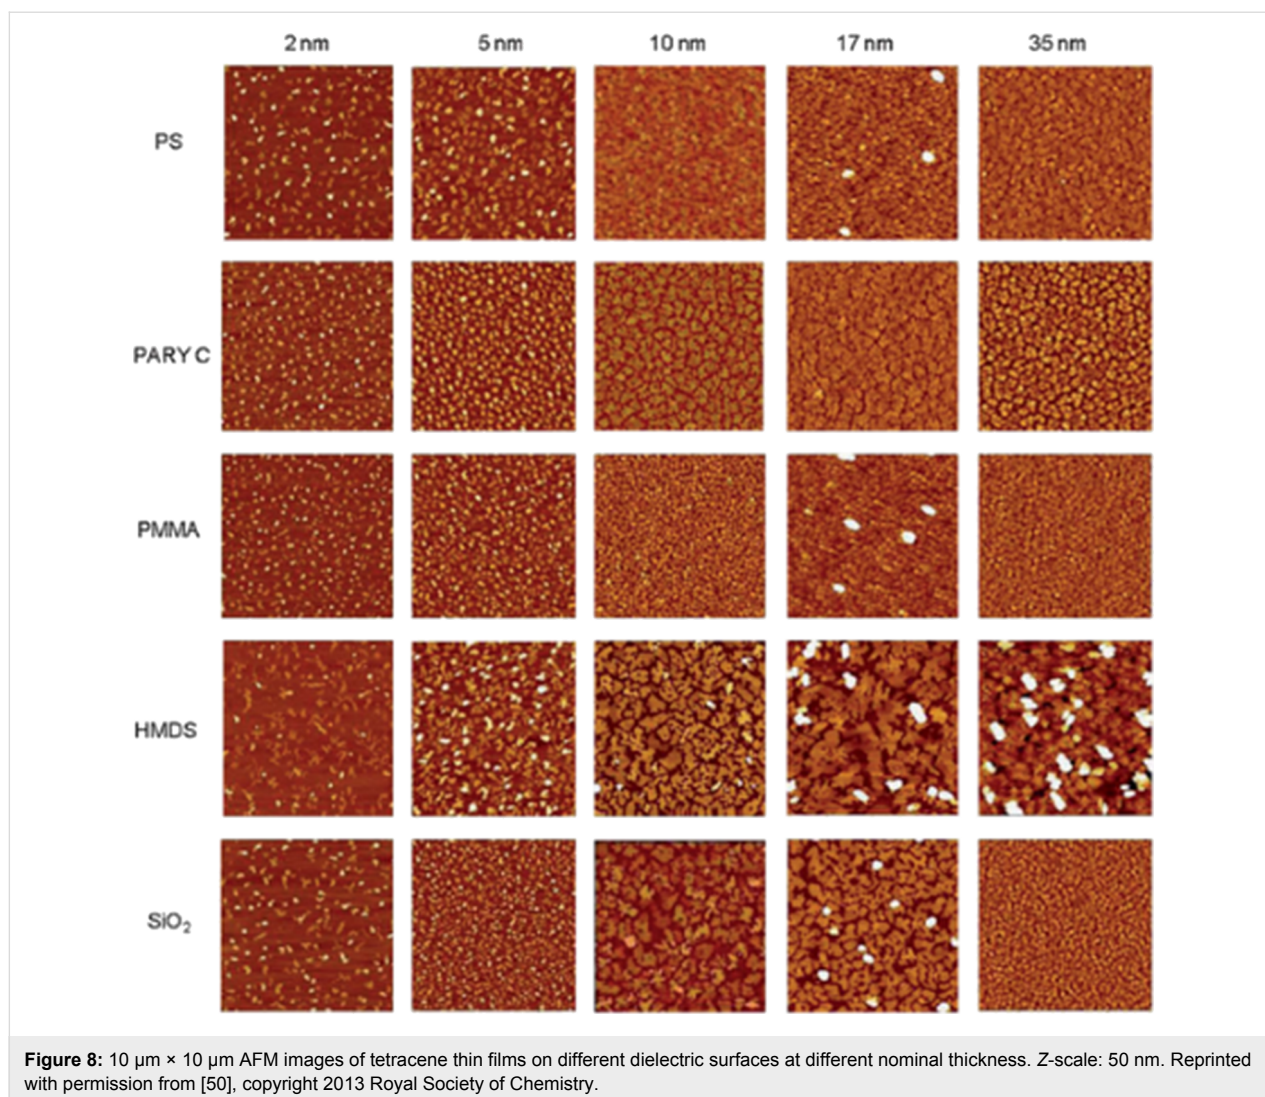 2 nm 5 nm 10 nm 17 nm 35 nm
PS
PARY C
PMMA
HMDS
SiO₂
Figure 8: 10 µm × 10 µm AFM images of tetracene thin films on different dielectric surfaces at different nominal thickness. Z-scale: 50 nm. Reprinted
with permission from [50], copyright 2013 Royal Society of Chemistry.